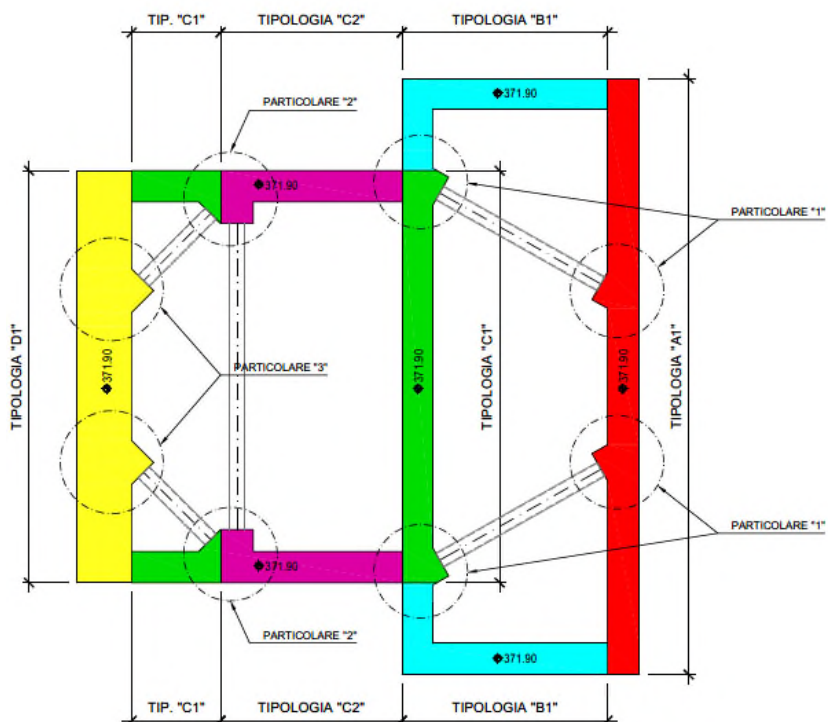 TIP. "C1"
TIPOLOGIA "C2"
TIPOLOGIA "B1"
371.90
PARTICOLARE "2"
371.90
PARTICOLARE "1"
TIPOLOGIA "D1"
371.90
PARTICOLARE "3"
371.90
TIPOLOGIA "C1"
371.90
TIPOLOGIA "A1"
PARTICOLARE "1"
371.90
PARTICOLARE "2"
371.90
TIP. "C1"
TIPOLOGIA "C2"
TIPOLOGIA "B1"